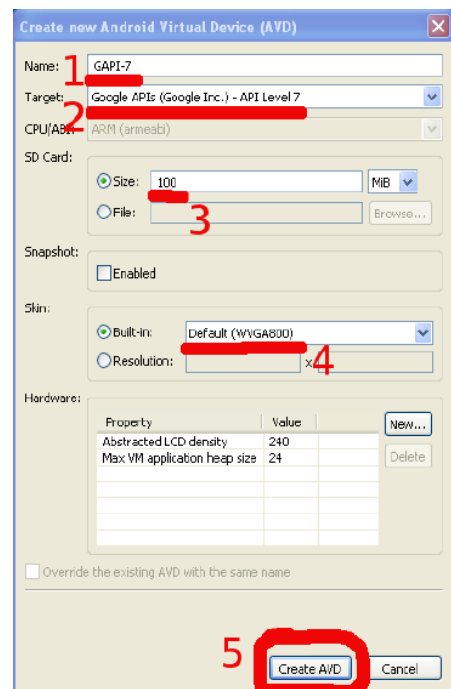 Create new Android Virtual Device (AVD)
Name: 1 GAPI-7
Target: Google APIs (Google Inc.) - API Level 7
2
CPU/ABI: ARM (armeabi)
SD Card:
Size: 100 MiB
File: Browse...
3
Snapshot:
Enabled
Skin:
Built-in: Default (WVGA800)
Resolution: x
4
Hardware:
Property Value New...
Abstracted LCD density 240 Delete
Max VM application heap size 24
Override the existing AVD with the same name
5
Create AVD Cancel